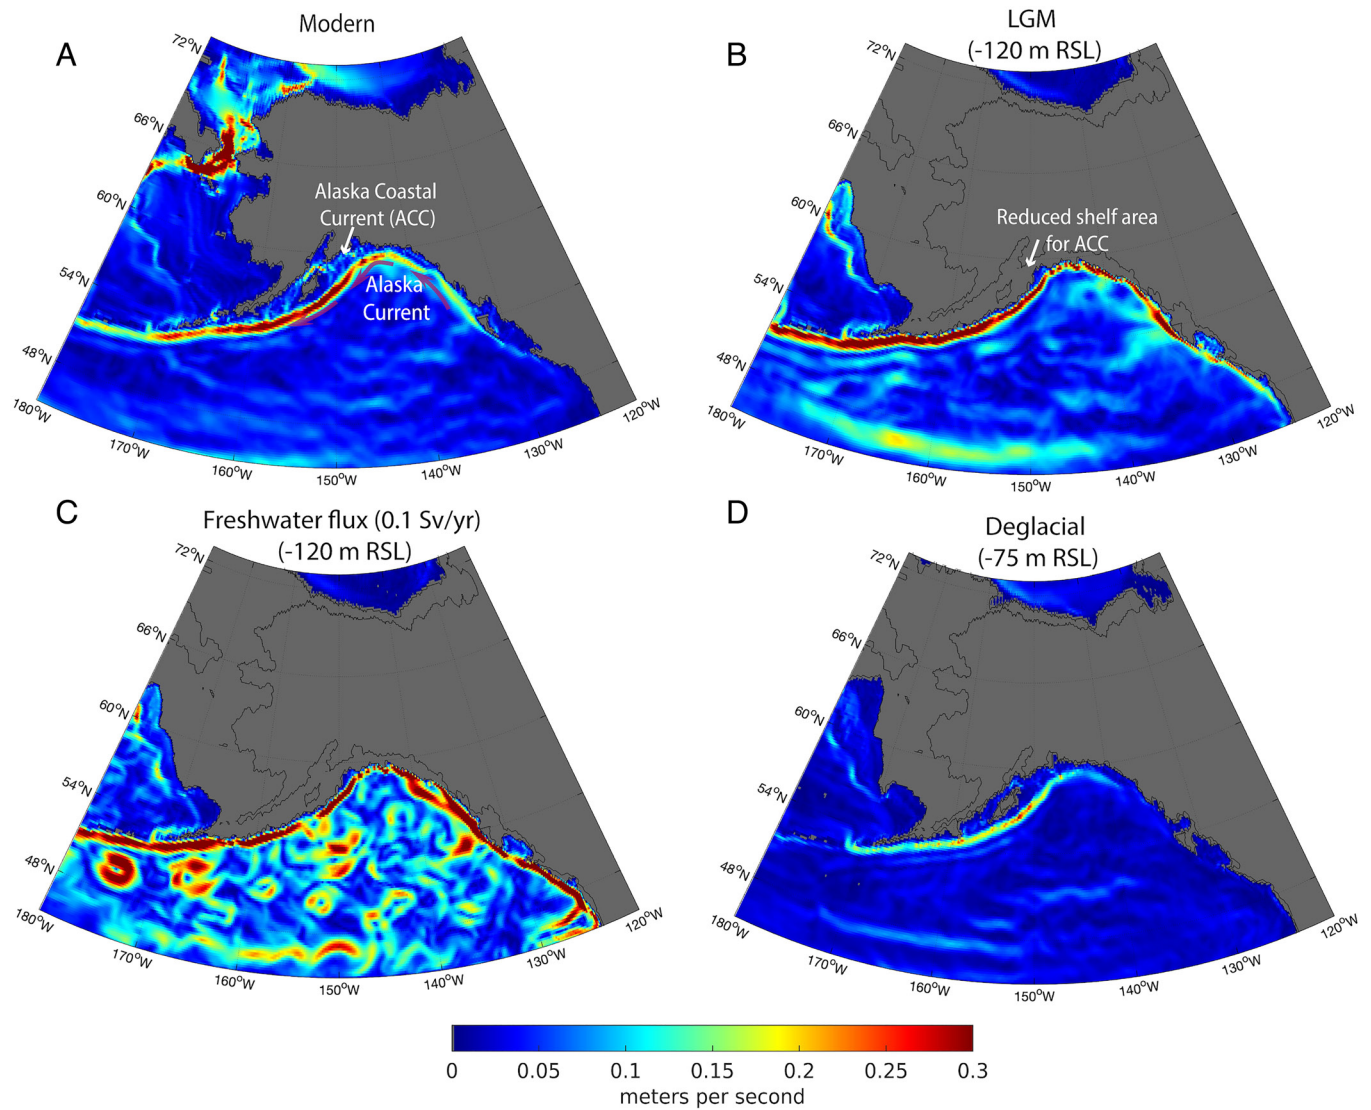 A
Modern
72°N
66°N
60°N
54°N
48°N
180°W
170°W
160°W
150°W
140°W
130°W
120°W
Alaska Coastal
Current (ACC)
Alaska
Current
B
LGM
(-120 m RSL)
72°N
66°N
60°N
54°N
48°N
180°W
170°W
160°W
150°W
140°W
130°W
120°W
Reduced shelf area
for ACC
C
Freshwater flux (0.1 Sv/yr)
(-120 m RSL)
72°N
66°N
60°N
54°N
48°N
180°W
170°W
160°W
150°W
140°W
130°W
120°W
D
Deglacial
(-75 m RSL)
72°N
66°N
60°N
54°N
48°N
180°W
170°W
160°W
150°W
140°W
130°W
120°W
0 0.05 0.1 0.15 0.2 0.25 0.3
meters per second